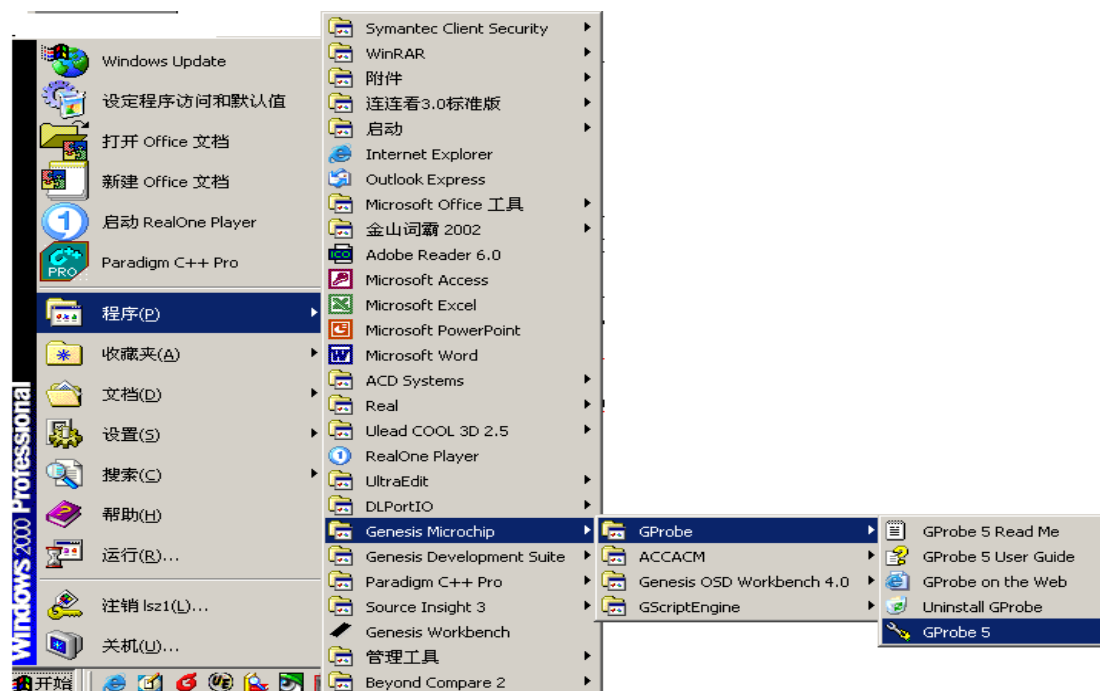 Windows 2000 Professional
Windows Update
设定程序访问和默认值
打开 Office 文档
新建 Office 文档
启动 RealOne Player
Paradigm C++ Pro
PRO
程序(P)
收藏夹(A)
文档(D)
设置(S)
搜索(C)
帮助(H)
运行(R)...
注销 lsz1(L)...
关机(U)...
开始
Symantec Client Security
WinRAR
附件
连连看3.0标准版
启动
Internet Explorer
Outlook Express
Microsoft Office 工具
金山词霸 2002
Adobe Reader 6.0
Microsoft Access
Microsoft Excel
Microsoft PowerPoint
Microsoft Word
ACD Systems
Real
Ulead COOL 3D 2.5
RealOne Player
UltraEdit
DLPortIO
Genesis Microchip
Genesis Development Suite
Paradigm C++ Pro
Source Insight 3
Genesis Workbench
管理工具
Beyond Compare 2
GProbe
ACCACM
Genesis OSD Workbench 4.0
GScriptEngine
GProbe 5 Read Me
GProbe 5 User Guide
GProbe on the Web
Uninstall GProbe
GProbe 5